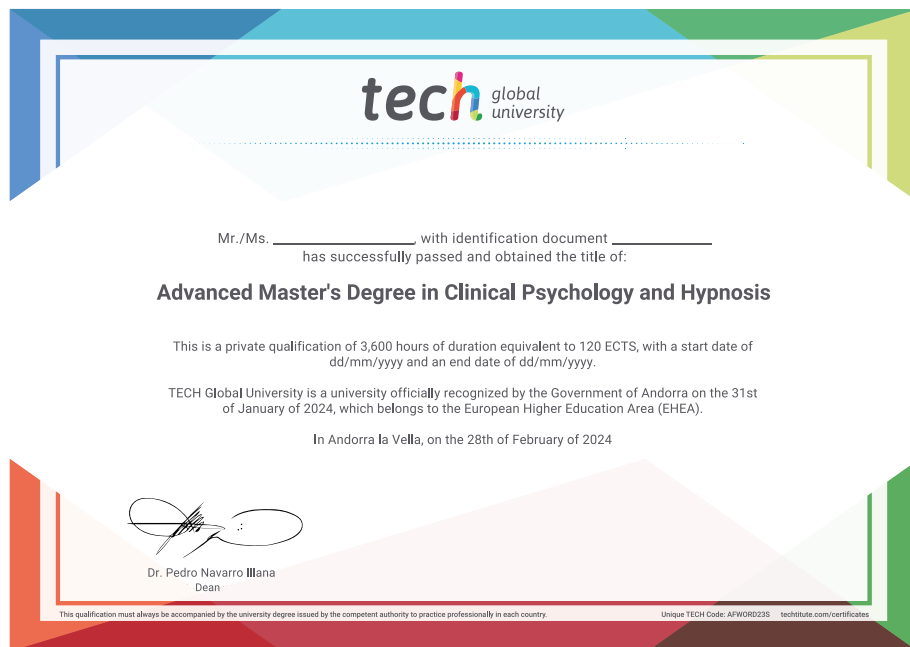 tech global university
Mr./Ms. ________________, with identification document ____________
has successfully passed and obtained the title of:
Advanced Master's Degree in Clinical Psychology and Hypnosis
This is a private qualification of 3,600 hours of duration equivalent to 120 ECTS, with a start date of
dd/mm/yyyy and an end date of dd/mm/yyyy.
TECH Global University is a university officially recognized by the Government of Andorra on the 31st
of January of 2024, which belongs to the European Higher Education Area (EHEA).
In Andorra la Vella, on the 28th of February of 2024
Dr. Pedro Navarro Illana
Dean
This qualification must always be accompanied by the university degree issued by the competent authority to practice professionally in each country.
Unique TECH Code: AFWORD23S techtitute.com/certificates